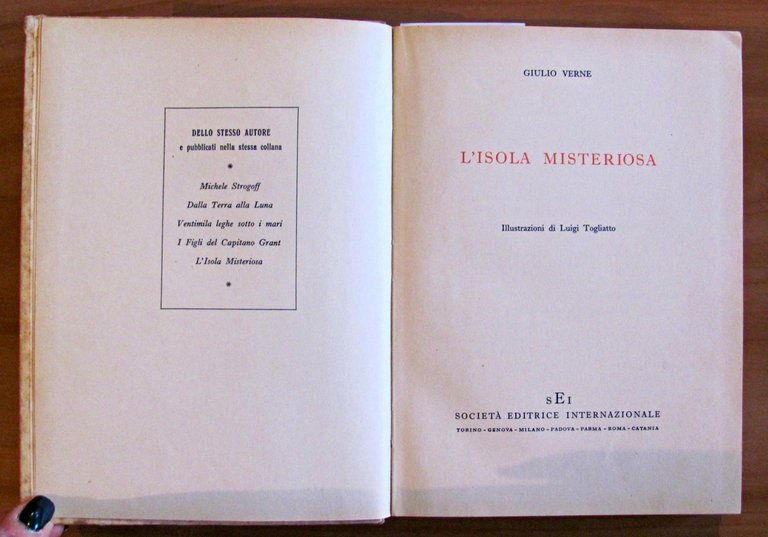 DELLO STESSO AUTORE
e pubblicati nella stessa collana
*
Michele Strogoff
Dalla Terra alla Luna
Ventimila leghe sotto i mari
I Figli del Capitano Grant
L'Isola Misteriosa
*
GIULIO VERNE
L'ISOLA MISTERIOSA
Illustrazioni di Luigi Togliatto
SEI
SOCIETÀ EDITRICE INTERNAZIONALE
TORINO - GENOVA - MILANO - PADOVA - PARMA - ROMA - CATANIA